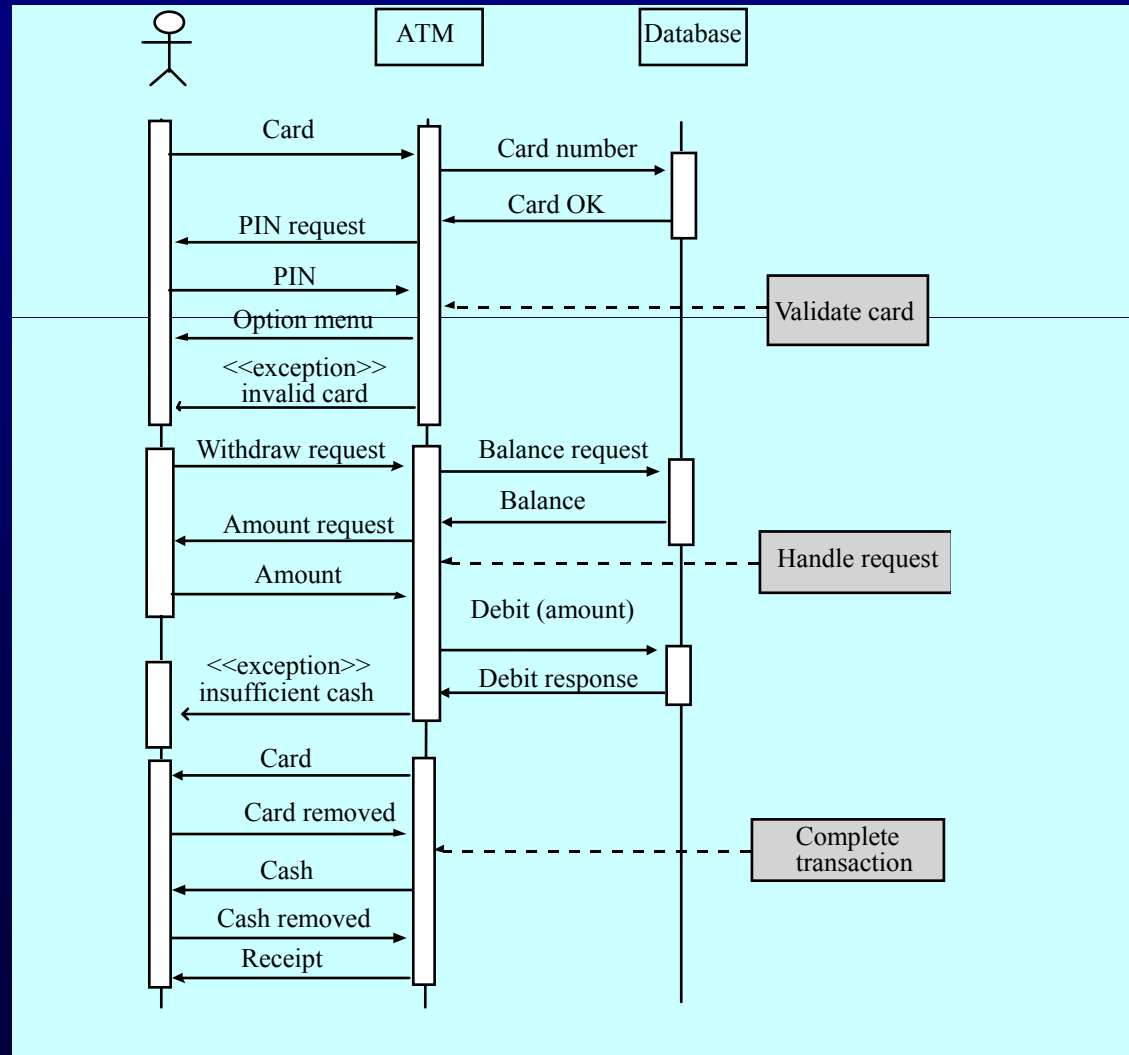 ATM
Database
Card
Card number
Card OK
PIN request
PIN
Validate card
Option menu
<<exception>>
invalid card
Withdraw request
Balance request
Balance
Amount request
Handle request
Amount
Debit (amount)
<<exception>>
insufficient cash
Debit response
Card
Card removed
Complete
transaction
Cash
Cash removed
Receipt